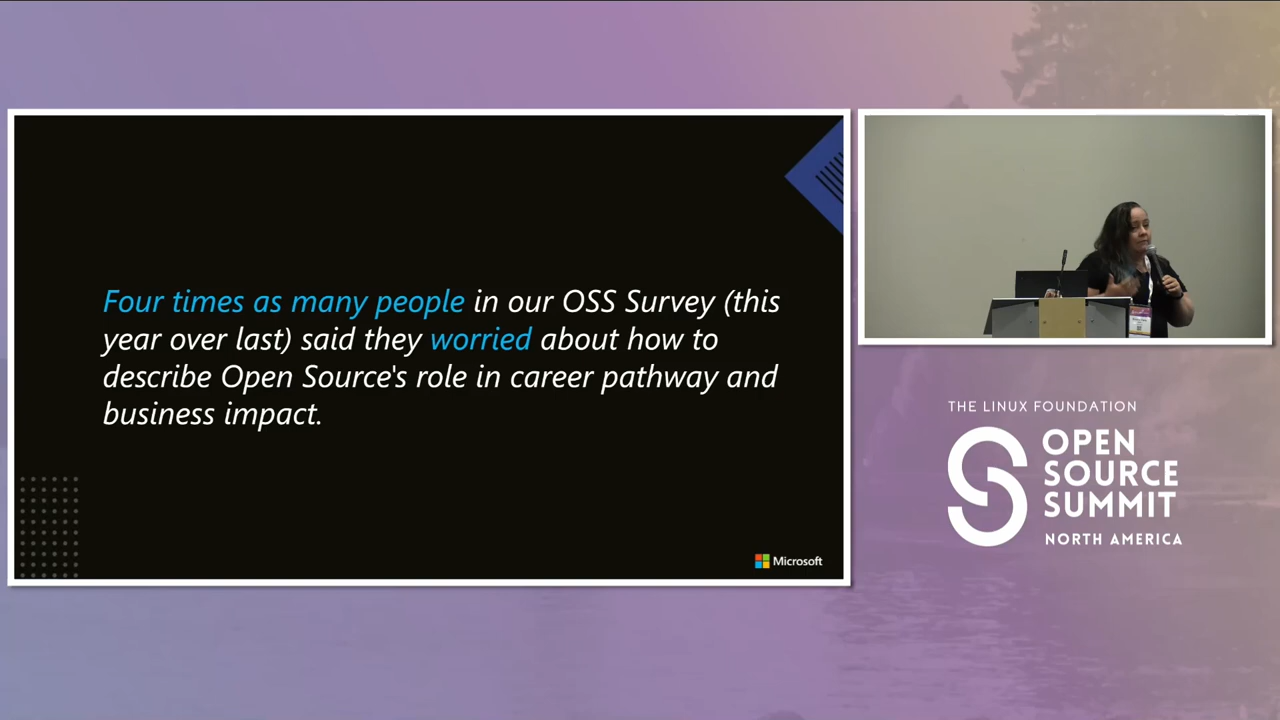 Four times as many people in our OSS Survey (this
year over last) said they worried about how to
describe Open Source's role in career pathway and
business impact.
Microsoft
THE LINUX FOUNDATION
OPEN
SOURCE
SUMMIT
NORTH AMERICA